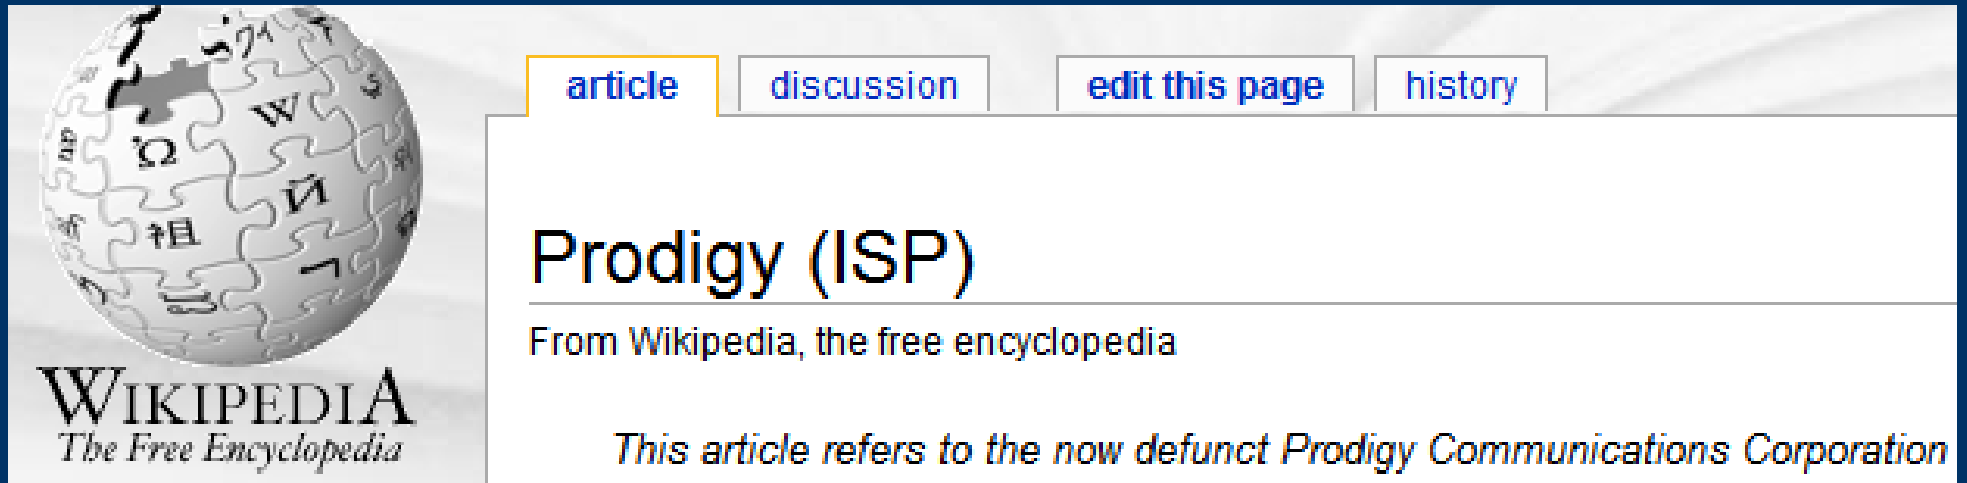 article discussion edit this page history
Prodigy (ISP)
From Wikipedia, the free encyclopedia
This article refers to the now defunct Prodigy Communications Corporation
WIKIPEDIA
The Free Encyclopedia
Ω
W
Й
祖